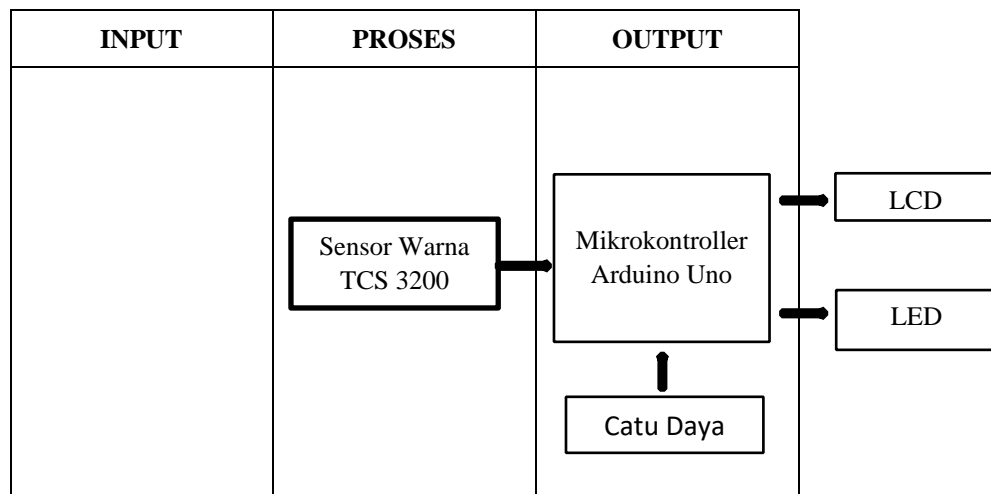 INPUT PROSES OUTPUT
Sensor Warna
TCS 3200
Mikrokontroller
Arduino Uno
LCD
LED
Catu Daya